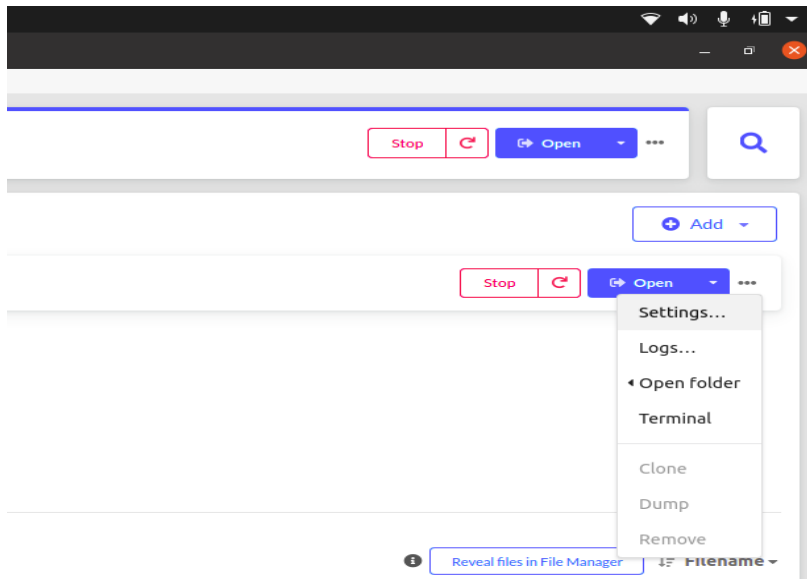 Stop Open
Add
Stop Open
Settings...
Logs...
Open folder
Terminal
Clone
Dump
Remove
Reveal files in File Manager Filename